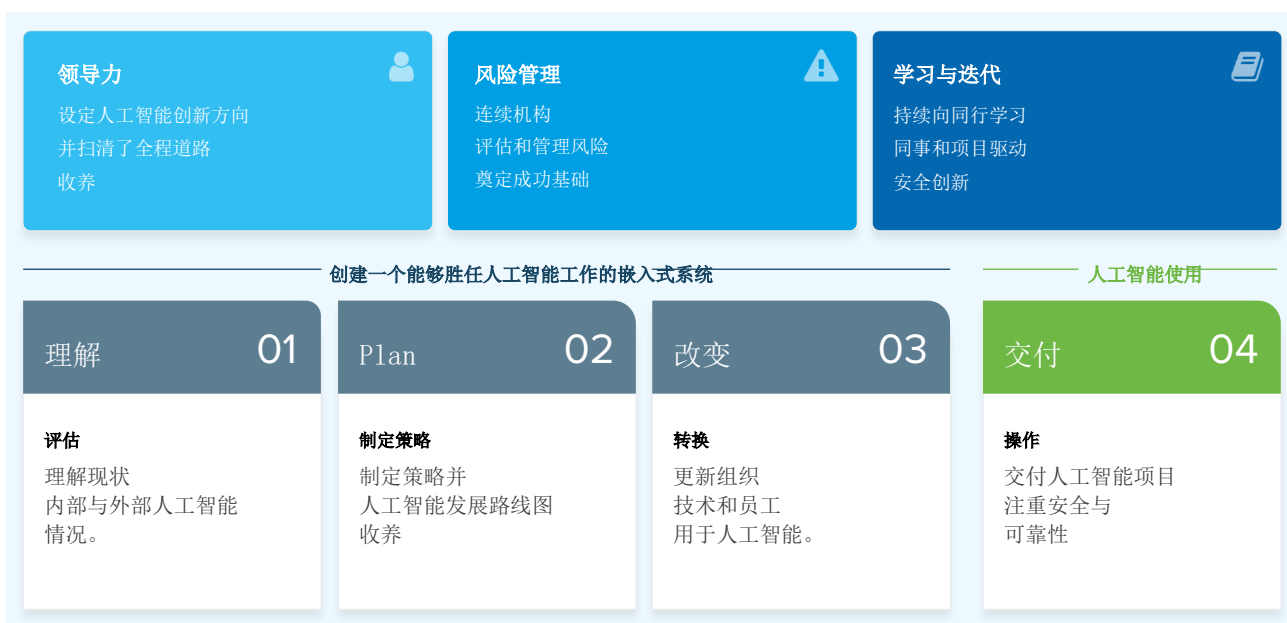 领导力
设定人工智能创新方向
并扫清了全程道路
收养
风险管理
连续机构
评估和管理风险
奠定成功基础
学习与迭代
持续向同行学习
同事和项目驱动
安全创新
创建一个能够胜任人工智能工作的嵌入式系统
人工智能使用
理解 01
评估
理解现状
内部与外部人工智能
情况。
Plan 02
制定策略
制定策略并
人工智能发展路线图
收养
改变 03
转换
更新组织
技术和员工
用于人工智能。
交付 04
操作
交付人工智能项目
注重安全与
可靠性